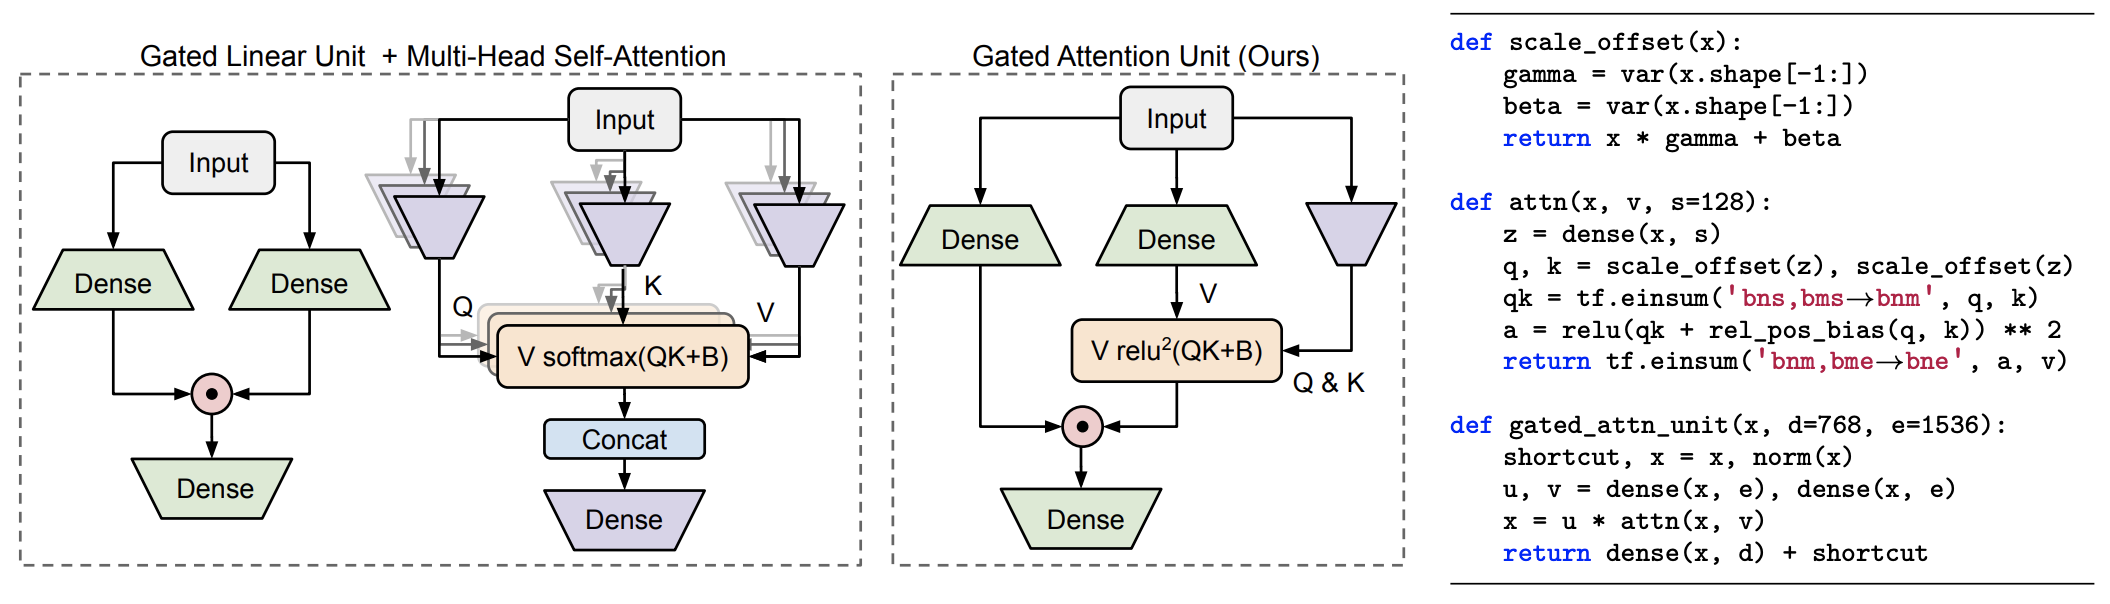 Gated Linear Unit + Multi-Head Self-Attention
Input
Dense
Dense
Dense
Input
Q
K
V
V softmax(QK+B)
Concat
Dense
Gated Attention Unit (Ours)
Input
Dense
Dense
V
V relu²(QK+B)
Q & K
Dense
def scale_offset(x):
    gamma = var(x.shape[-1:])
    beta = var(x.shape[-1:])
    return x * gamma + beta
def attn(x, v, s=128):
    z = dense(x, s)
    q, k = scale_offset(z), scale_offset(z)
    qk = tf.einsum('bns,bms→bnm', q, k)
    a = relu(qk + rel_pos_bias(q, k)) ** 2
    return tf.einsum('bnm,bme→bne', a, v)
def gated_attn_unit(x, d=768, e=1536):
    shortcut, x = x, norm(x)
    u, v = dense(x, e), dense(x, e)
    x = u * attn(x, v)
    return dense(x, d) + shortcut